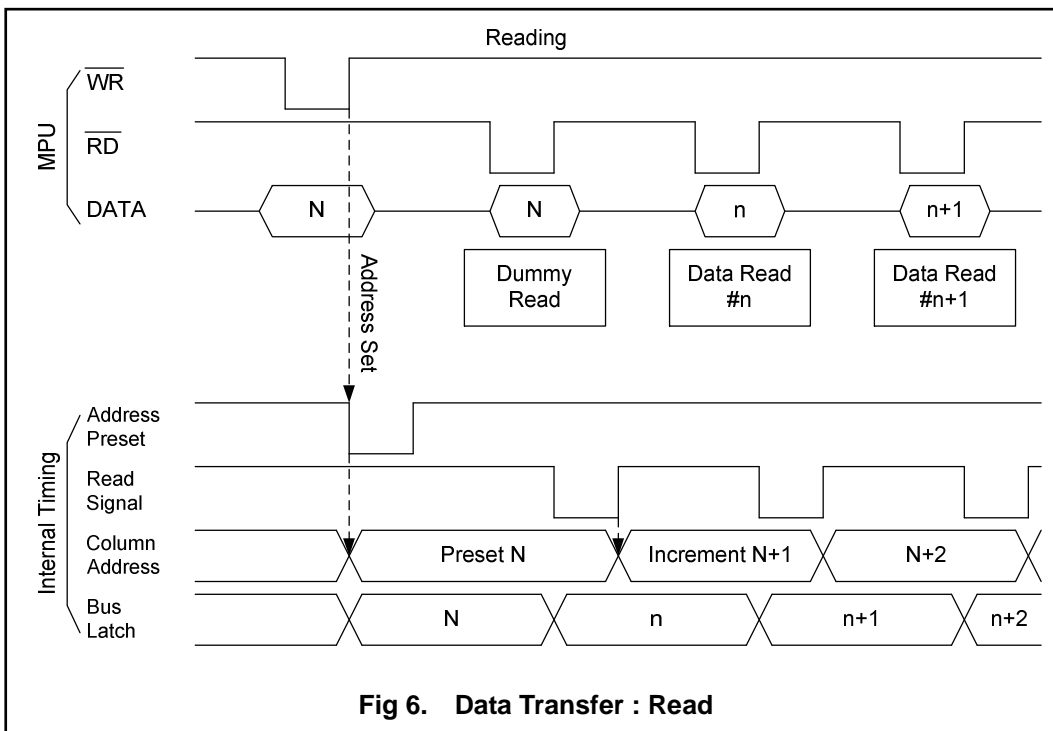 Reading
MPU
WR
RD
DATA
N
N
n
n+1
Dummy
Read
Data Read
#n
Data Read
#n+1
Address Set
Internal Timing
Address
Preset
Read
Signal
Column
Address
Preset N
Increment N+1
N+2
Bus
Latch
N
n
n+1
n+2
Fig 6. Data Transfer : Read